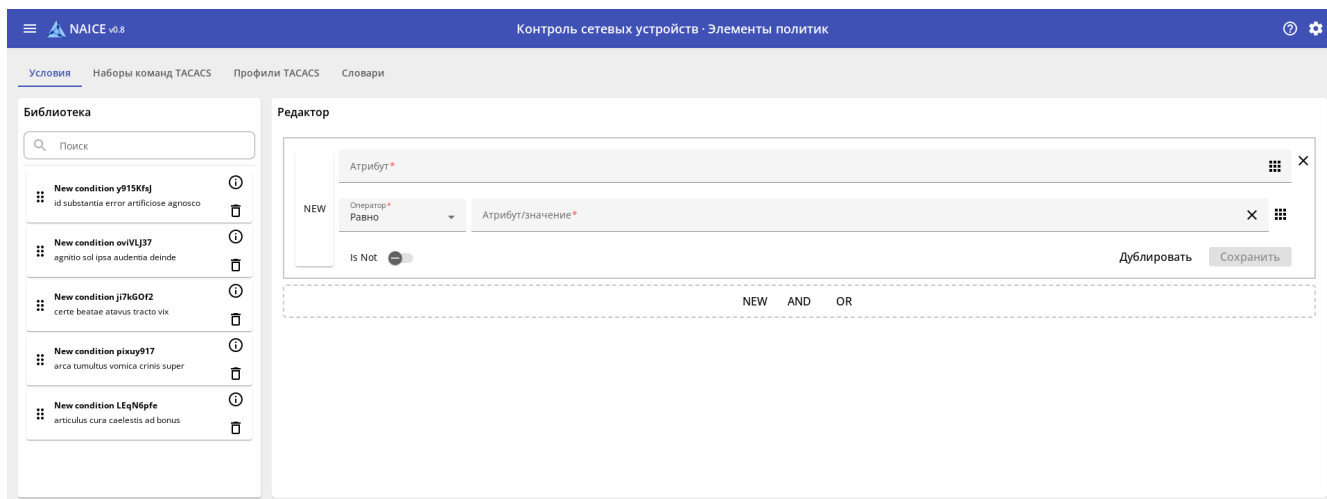 NAICE v0.8
Контроль сетевых устройств · Элементы политик
Условия Наборы команд TACACS Профили TACACS Словари
Библиотека
Поиск
New condition y915KfsJ
id substantia error artificiose agnosco
New condition oviVLJ37
agnitio sol ipsa audentia deinde
New condition ji7kGOf2
certe beatae atavus tracto vix
New condition pixuy917
arca tumultus vomica crinis super
New condition LEqN6pfe
articulus cura caelestis ad bonus
Редактор
NEW
Атрибут*
Оператор*
Равно
Атрибут/значение*
Is Not
Дублировать Сохранить
NEW AND OR